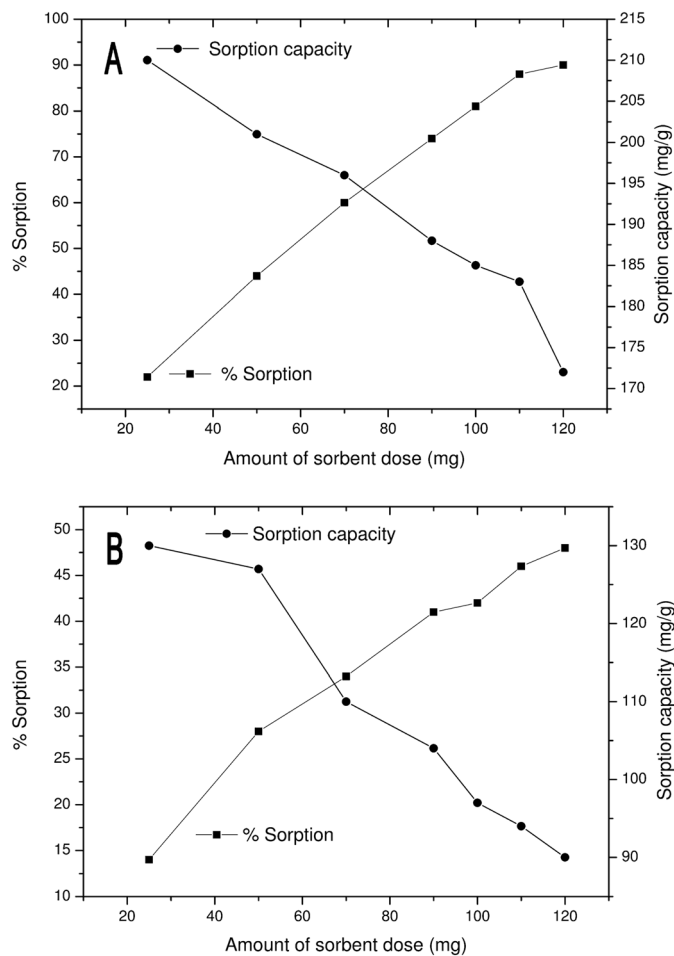 A
Sorption capacity
% Sorption
100
90
80
70
60
50
40
30
20
% Sorption
215
210
205
200
195
190
185
180
175
170
Sorption capacity (mg/g)
20 40 60 80 100 120
Amount of sorbent dose (mg)
B
Sorption capacity
% Sorption
50
45
40
35
30
25
20
15
10
% Sorption
130
120
110
100
90
Sorption capacity (mg/g)
20 40 60 80 100 120
Amount of sorbent dose (mg)